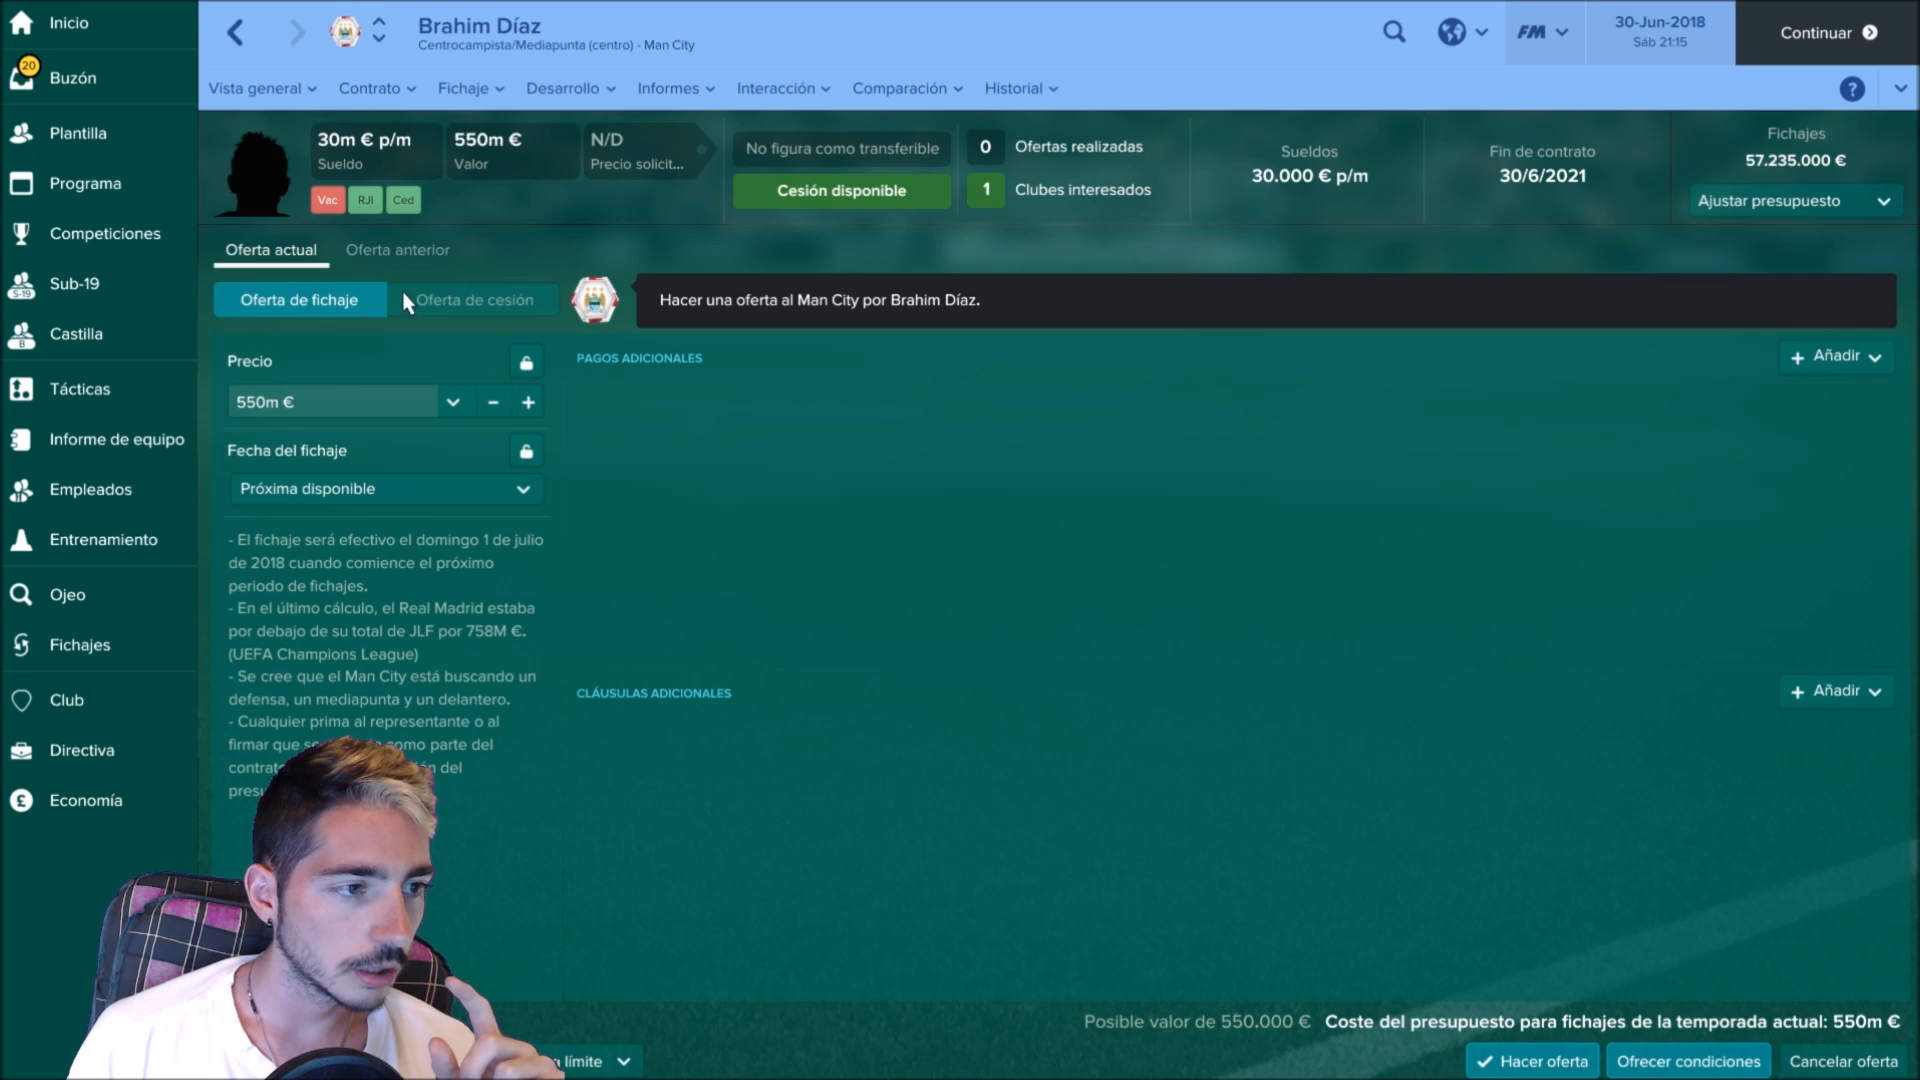 Inicio
20
Buzón
Plantilla
Programa
Competiciones
S-19
Sub-19
B
Castilla
Tácticas
Informe de equipo
Empleados
Entrenamiento
Ojeo
Fichajes
Club
Directiva
£
Economía
Brahim Díaz
Centrocampista/Mediapunta (centro) - Man City
FM
30-Jun-2018
Sáb 21:15
Continuar
Vista general
Contrato
Fichaje
Desarrollo
Informes
Interacción
Comparación
Historial
?
30m € p/m
Sueldo
550m €
Valor
N/D
Precio solicit...
Vac
RJI
Ced
No figura como transferible
Cesión disponible
0 Ofertas realizadas
1 Clubes interesados
Sueldos
30.000 € p/m
Fin de contrato
30/6/2021
Fichajes
57.235.000 €
Ajustar presupuesto
Oferta actual
Oferta anterior
Oferta de fichaje
Oferta de cesión
Hacer una oferta al Man City por Brahim Díaz.
Precio
550m €
- +
Fecha del fichaje
Próxima disponible
- El fichaje será efectivo el domingo 1 de julio
de 2018 cuando comience el próximo
periodo de fichajes.
- En el último cálculo, el Real Madrid estaba
por debajo de su total de JLF por 758M €.
(UEFA Champions League)
- Se cree que el Man City está buscando un
defensa, un mediapunta y un delantero.
- Cualquier prima al representante o al
firmar que como parte del
del
PAGOS ADICIONALES
+ Añadir
CLÁUSULAS ADICIONALES
+ Añadir
Posible valor de 550.000 €
Coste del presupuesto para fichajes de la temporada actual: 550m €
límite
Hacer oferta
Ofrecer condiciones
Cancelar oferta